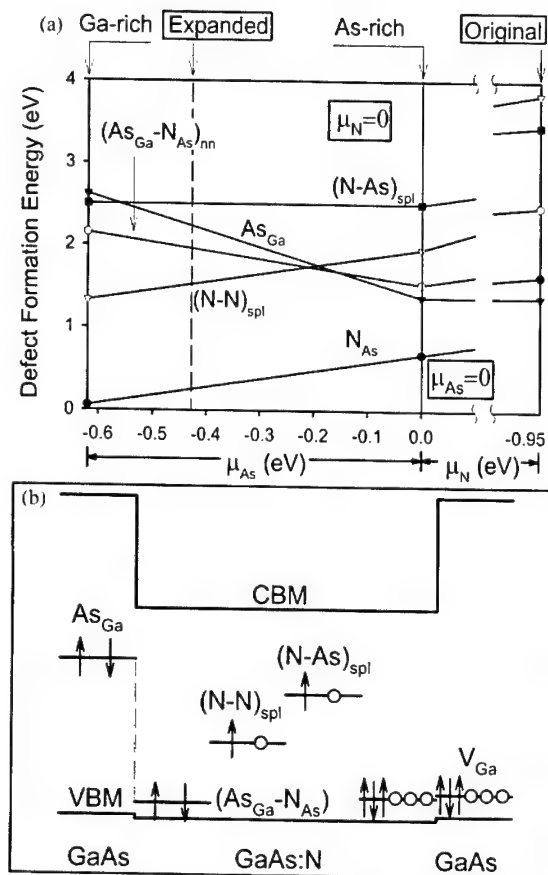 (a) Ga-rich Expanded As-rich Original
4
3
2
1
0
Defect Formation Energy (eV)
μN=0
(AsGa-NAs)nn
(N-As)spl
AsGa
(N-N)spl
NAs
μAs=0
-0.6 -0.5 -0.4 -0.3 -0.2 -0.1 0.0 -0.95
μAs (eV) μN (eV)
(b)
CBM
AsGa
(N-As)spl
(N-N)spl
VGa
VBM (AsGa-NAs)
GaAs GaAs:N GaAs